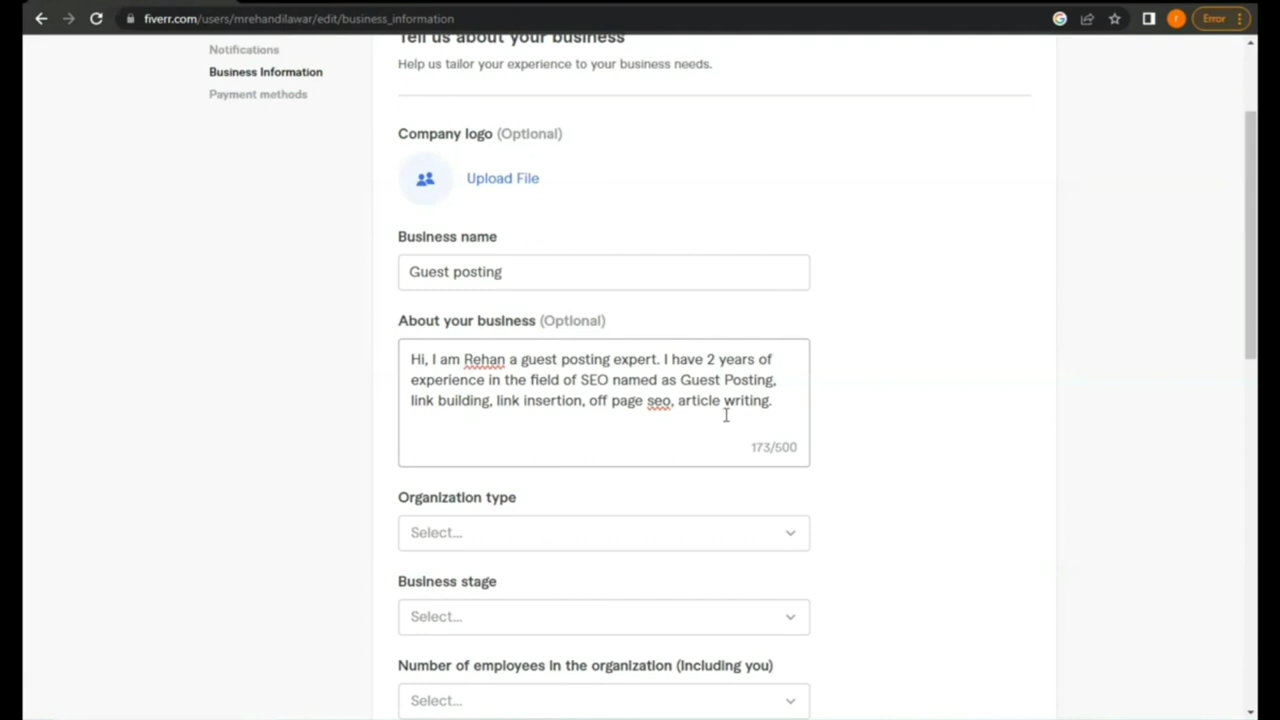 fiverr.com/users/mrehandilawar/edit/business_information
Error
Notifications
Business Information
Payment methods
Tell us about your business
Help us tailor your experience to your business needs.
Company logo (Optional)
Upload File
Business name
Guest posting
About your business (Optional)
Hi, I am Rehan a guest posting expert. I have 2 years of
experience in the field of SEO named as Guest Posting,
link building, link insertion, off page seo, article writing.
173/500
Organization type
Select...
Business stage
Select...
Number of employees in the organization (Including you)
Select...